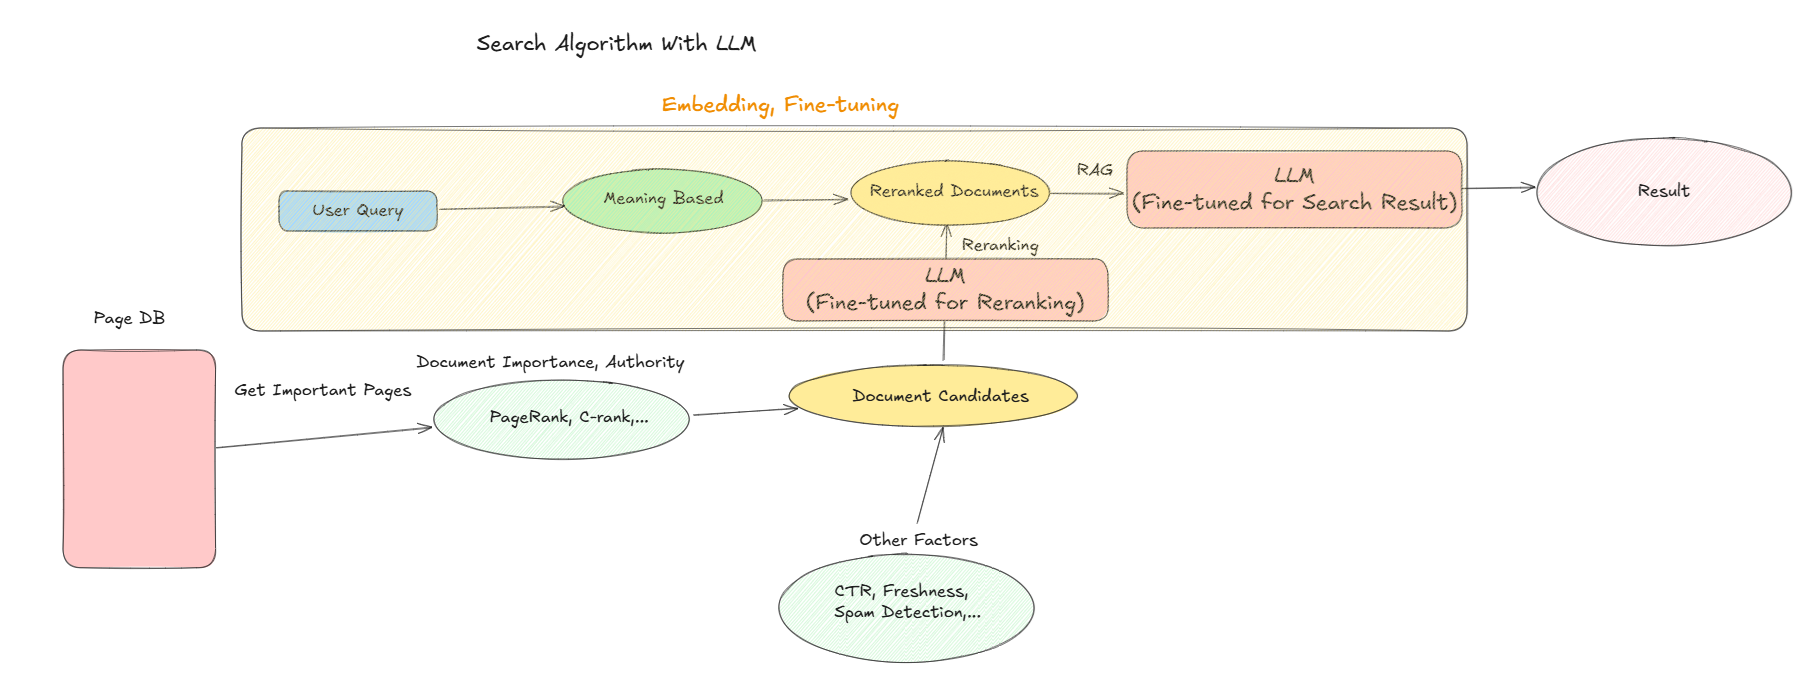 Search Algorithm With LLM
Embedding, Fine-tuning
User Query
Meaning Based
Reranked Documents
RAG
LLM
(Fine-tuned for Search Result)
Result
Reranking
LLM
(Fine-tuned for Reranking)
Page DB
Get Important Pages
Document Importance, Authority
PageRank, C-rank,...
Document Candidates
Other Factors
CTR, Freshness,
Spam Detection,...